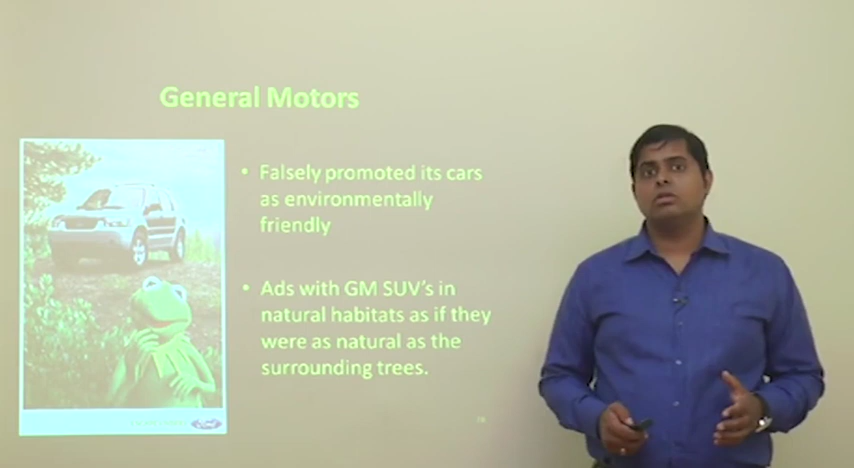 General Motors
• Falsely promoted its cars
as environmentally
friendly
• Ads with GM SUV's in
natural habitats as if they
were as natural as the
surrounding trees.
Ford